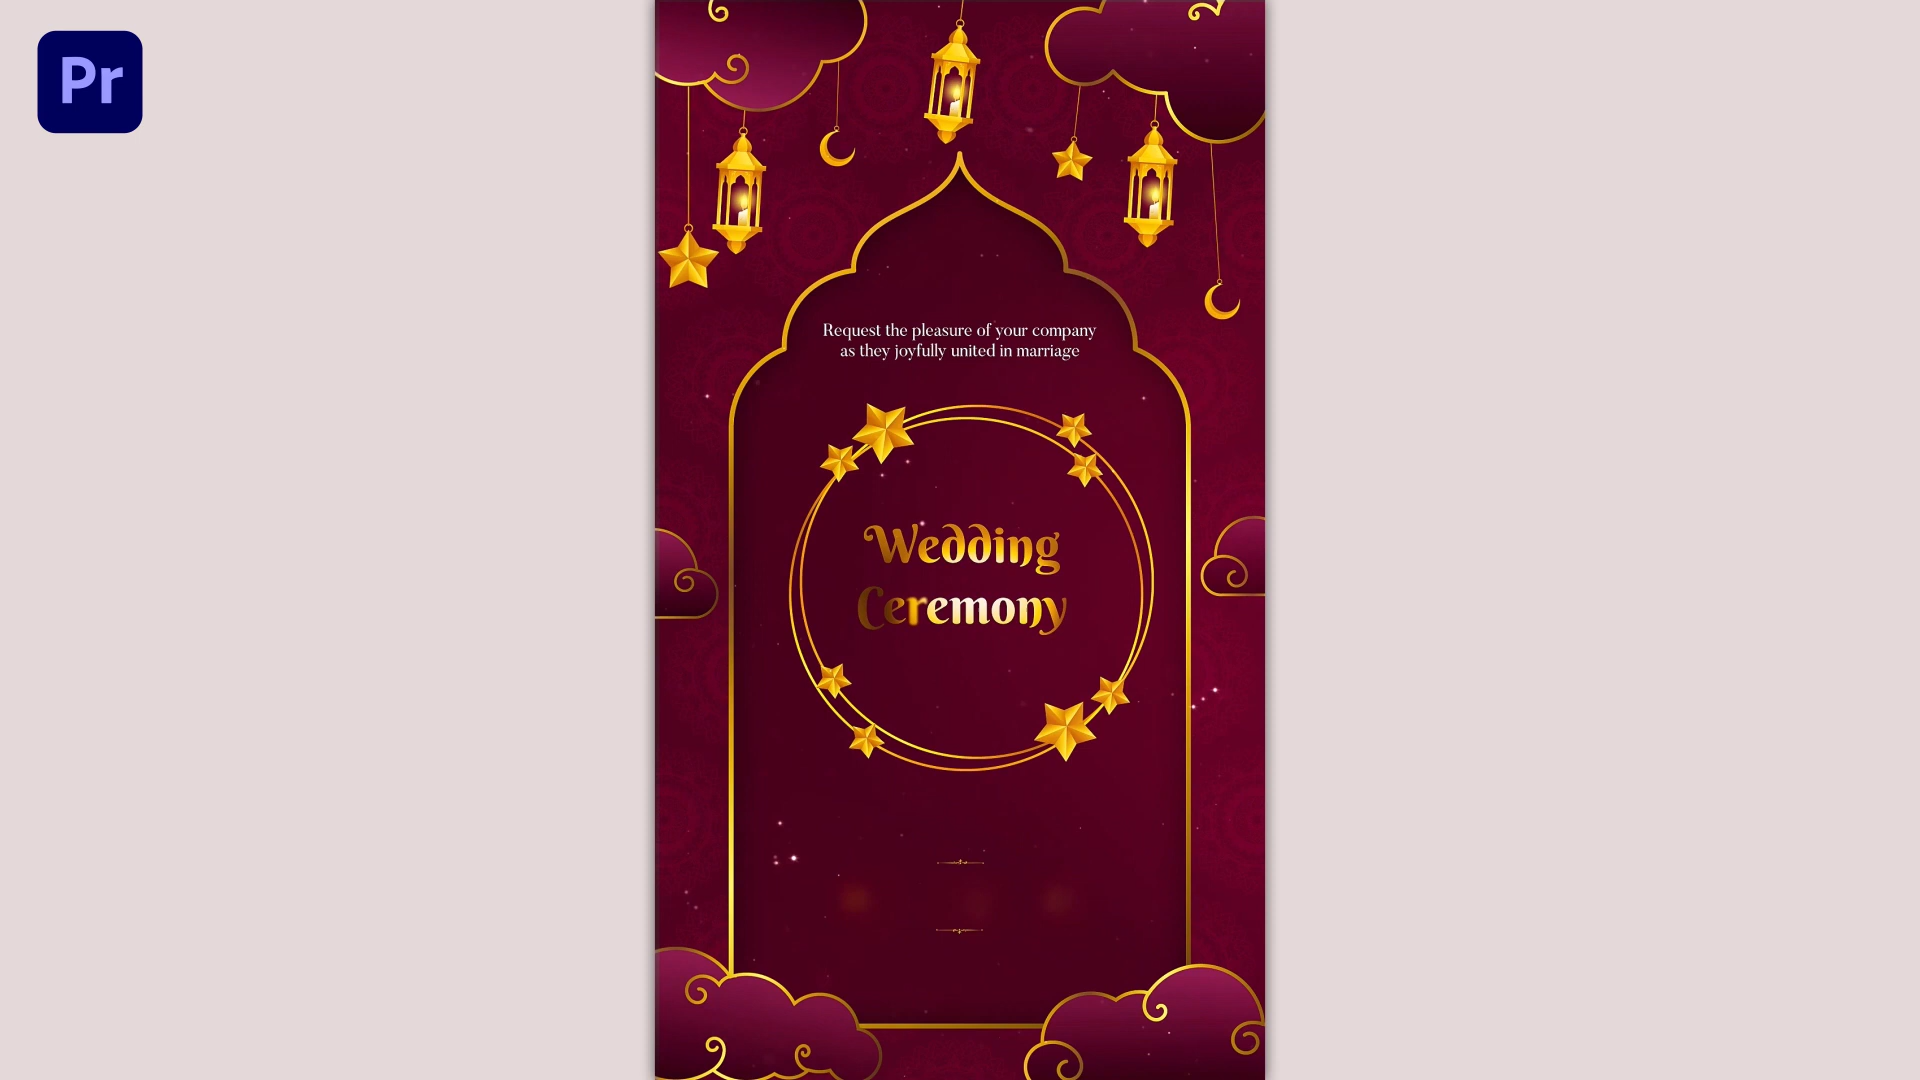 Pr
Request the pleasure of your company
as they joyfully united in marriage
Wedding
Ceremony